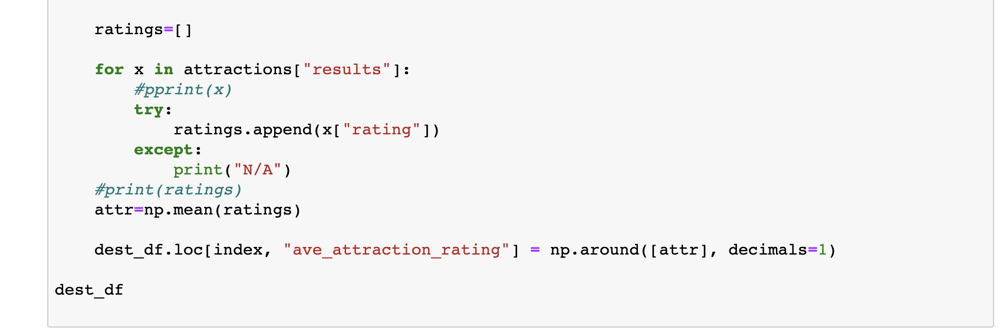 ratings=[]
for x in attractions["results"]:
#pprint(x)
try:
ratings.append(x["rating"])
except:
print("N/A")
#print(ratings)
attr=np.mean(ratings)
dest_df.loc[index, "ave_attraction_rating"] = np.around([attr], decimals=1)
dest_df